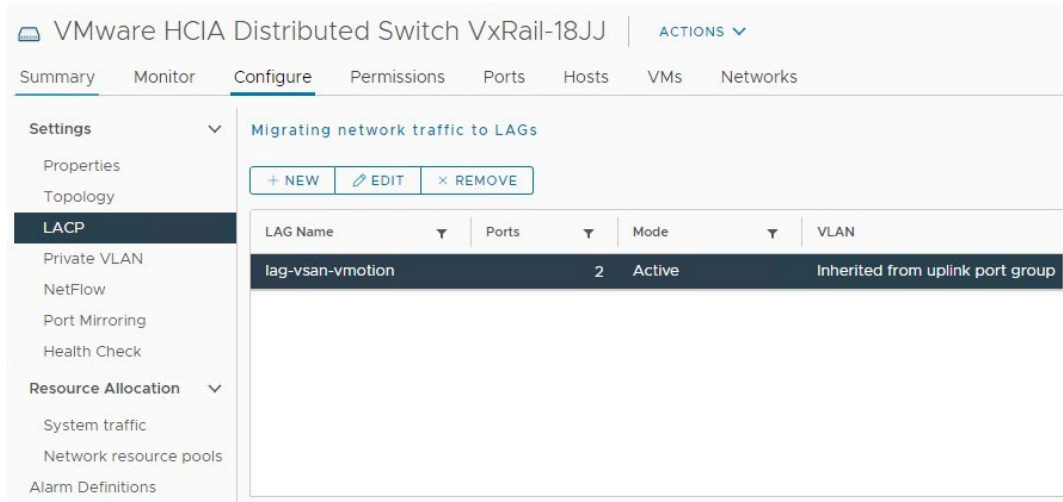 VMware HCIA Distributed Switch VxRail-18JJ ACTIONS
Summary Monitor Configure Permissions Ports Hosts VMs Networks
Settings
Properties
Topology
LACP
Private VLAN
NetFlow
Port Mirroring
Health Check
Resource Allocation
System traffic
Network resource pools
Alarm Definitions
Migrating network traffic to LAGs
+ NEW EDIT × REMOVE
LAG Name Ports Mode VLAN
lag-vsan-vmotion 2 Active Inherited from uplink port group